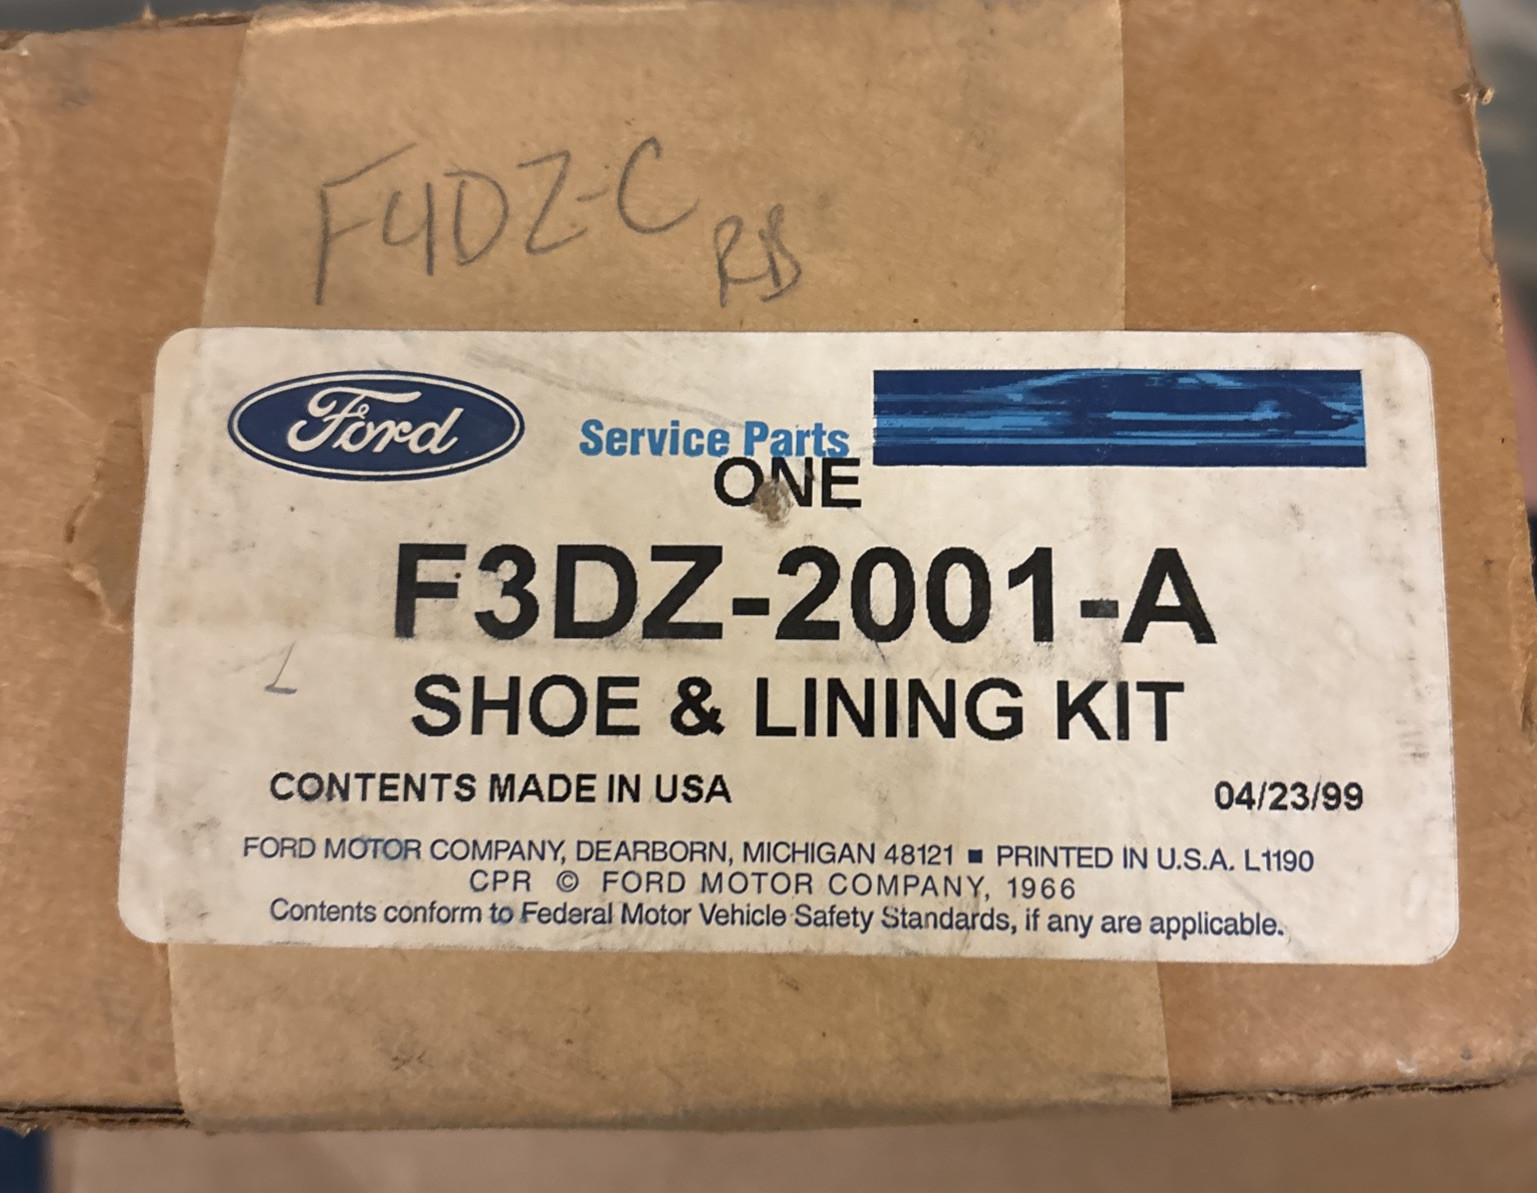 F4DZ-C
RB
Ford
Service Parts
ONE
F3DZ-2001-A
L
SHOE & LINING KIT
CONTENTS MADE IN USA 04/23/99
FORD MOTOR COMPANY, DEARBORN, MICHIGAN 48121 ■ PRINTED IN U.S.A. L1190
CPR © FORD MOTOR COMPANY, 1966
Contents conform to Federal Motor Vehicle Safety Standards, if any are applicable.